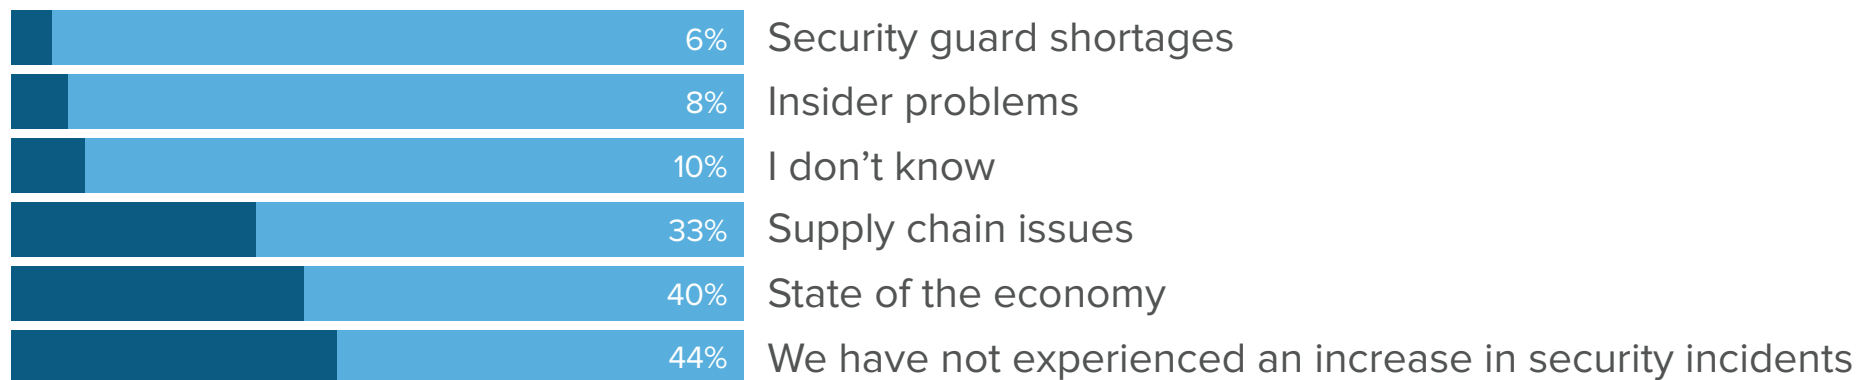 6% Security guard shortages
8% Insider problems
10% I don’t know
33% Supply chain issues
40% State of the economy
44% We have not experienced an increase in security incidents